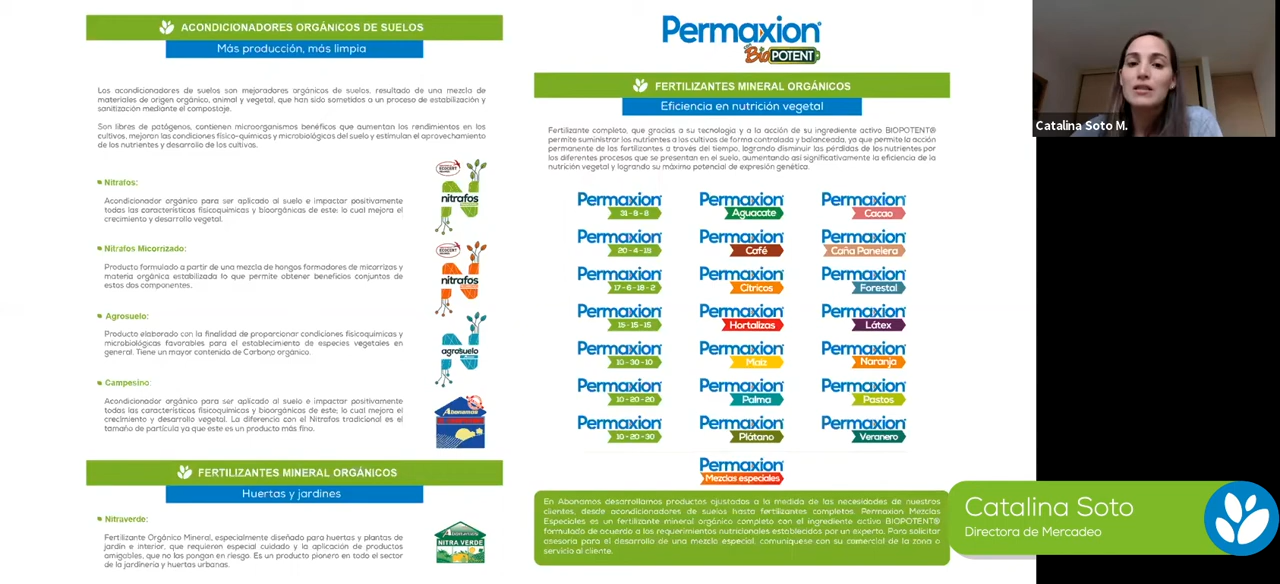 ACONDICIONADORES ORGÁNICOS DE SUELOS
Más producción, más limpia
Los acondicionadores de suelos son mejoradores orgánicos de suelos, resultado de una mezcla de
materiales de origen orgánico, animal y vegetal, que han sido sometidos a un proceso de estabilización y
sanitización mediante el compostaje.
Son libres de patógenos, contienen microorganismos benéficos que aumentan los rendimientos en los
cultivos, mejoran las condiciones físico-químicas y microbiológicas del suelo y estimulan el aprovechamiento
de los nutrientes y desarrollo de los cultivos.
Nitrafos:
Acondicionador orgánico para ser aplicado al suelo e impactar positivamente
todas las características fisicoquímicas y bioorgánicas de este; lo cual mejora el
crecimiento y desarrollo vegetal.
ECOCERT
nitrafos
Nitrafos Micorrizado:
Producto formulado a partir de una mezcla de hongos formadores de micorrizas y
materia orgánica estabilizada lo que permite obtener beneficios conjuntos de
estos dos componentes.
ECOCERT
nitrafos
Agrosuelo:
Producto elaborado con la finalidad de proporcionar condiciones fisicoquímicas y
microbiológicas favorables para el establecimiento de especies vegetales en
general. Tiene un mayor contenida de Carbono orgánico.
agrosuelo
Campesino:
Acondicionador orgánico para ser aplicado al suelo e impactar positivamente
todas las características fisicoquímicas y bioorgánicas de este; lo cual mejora el
crecimiento y desarrollo vegetal. La diferencia con el Nitrafos tradicional es el
tamaño de partícula ya que este es un producto más fino.
Abonamos
FERTILIZANTES MINERAL ORGÁNICOS
Huertas y jardines
Nitraverde:
Fertilizante Orgánico Mineral, especialmente diseñado para huertas y plantas de
jardín e interior, que requieren especial cuidado y la aplicación de productos
amigables, que no las pongan en riesgo. Es un producto pionero en todo el sector
de la jardinería y huertas urbanas.
Abonamos
NITRA VERDE
Permaxion
BioPOTENT
FERTILIZANTES MINERAL ORGÁNICOS
Eficiencia en nutrición vegetal
Fertilizante completo, que gracias a su tecnología y a la acción de su ingrediente activo BIOPOTENT®
permite suministrar los nutrientes a los cultivos de forma controlada y balanceada, ya que permite la acción
permanente de los fertilizantes a través del tiempo, logrando disminuir las pérdidas de los nutrientes por
los diferentes procesos que se presentan en el suelo, aumentando así significativamente la eficiencia de la
nutrición vegetal y logrando su máximo potencial de expresión genética.
Permaxion Permaxion Permaxion
31-8-8 Aguacate Cacao
Permaxion Permaxion Permaxion
20-4-18 Café Caña Panelera
Permaxion Permaxion Permaxion
17-6-18-2 Cítricos Forestal
Permaxion Permaxion Permaxion
15-15-15 Hortalizas Látex
Permaxion Permaxion Permaxion
10-30-10 Maíz Naranja
Permaxion Permaxion Permaxion
10-20-20 Palma Pastos
Permaxion Permaxion Permaxion
10-20-30 Plátano Veranero
Permaxion
Mezclas especiales
En Abonamos desarrollamos productos ajustados a la medida de las necesidades de nuestros
clientes, desde acondicionadores de suelos hasta fertilizantes completos. Permaxion Mezclas
Especiales es un fertilizante mineral orgánico completo con el ingrediente activo BIOPOTENT®
formulado de acuerdo a los requerimientos nutricionales establecidos por un experto. Para solicitar
asesoría para el desarrollo de una mezcla especial, comuníquese con su comercial de la zona o
servicio al cliente.
Catalina Soto M.
Catalina Soto
Directora de Mercadeo